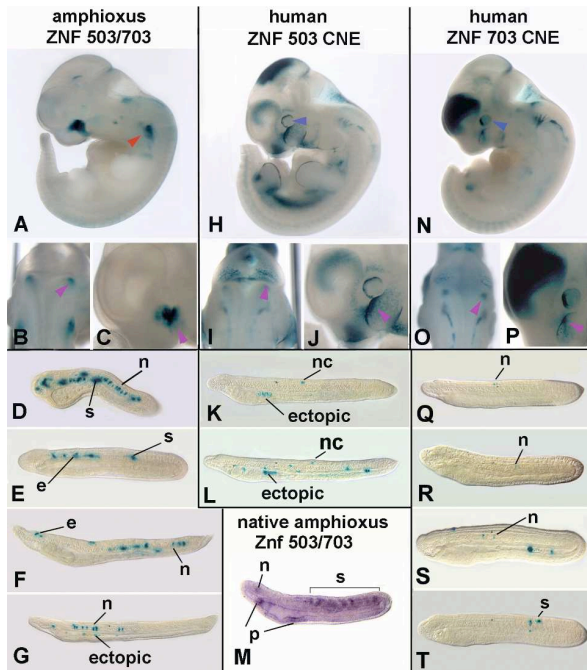 amphioxus
ZNF 503/703
human
ZNF 503 CNE
human
ZNF 703 CNE
A
H
N
B
C
I
J
O
P
n
D
s
nc
K
ectopic
n
Q
s
E
e
nc
L
ectopic
n
R
e
F
n
native amphioxus
Znf 503/703
n
s
p
M
n
S
n
G
ectopic
s
T